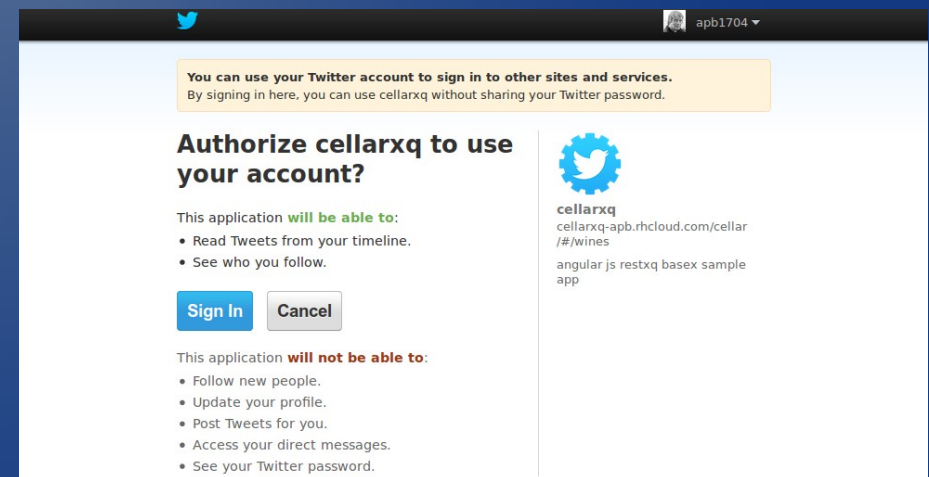 apb1704
You can use your Twitter account to sign in to other sites and services.
By signing in here, you can use cellarxq without sharing your Twitter password.
Authorize cellarxq to use
your account?
This application will be able to:
• Read Tweets from your timeline.
• See who you follow.
Sign In
Cancel
This application will not be able to:
• Follow new people.
• Update your profile.
• Post Tweets for you.
• Access your direct messages.
• See your Twitter password.
cellarxq
cellarxq-apb.rhcloud.com/cellar
/#/wines
angular js restxq basex sample
app